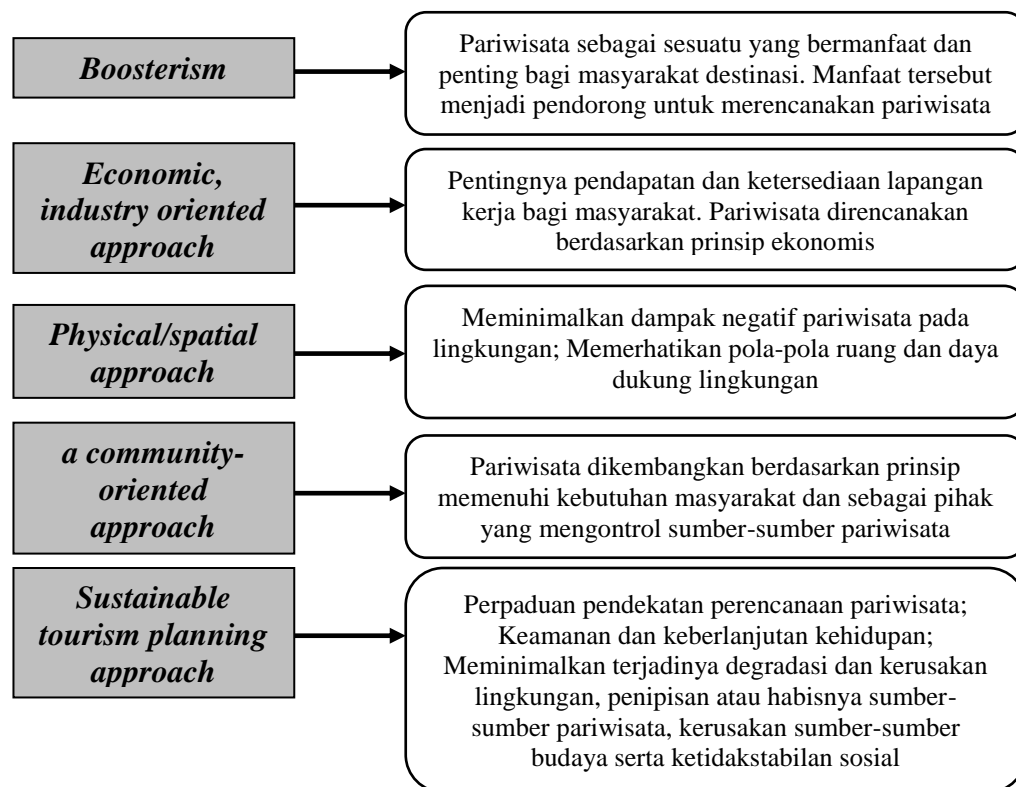 Boosterism
Pariwisata sebagai sesuatu yang bermanfaat dan
penting bagi masyarakat destinasi. Manfaat tersebut
menjadi pendorong untuk merencanakan pariwisata
Economic,
industry oriented
approach
Pentingnya pendapatan dan ketersediaan lapangan
kerja bagi masyarakat. Pariwisata direncanakan
berdasarkan prinsip ekonomis
Physical/spatial
approach
Meminimalkan dampak negatif pariwisata pada
lingkungan; Memerhatikan pola-pola ruang dan daya
dukung lingkungan
a community-
oriented
approach
Pariwisata dikembangkan berdasarkan prinsip
memenuhi kebutuhan masyarakat dan sebagai pihak
yang mengontrol sumber-sumber pariwisata
Sustainable
tourism planning
approach
Perpaduan pendekatan perencanaan pariwisata;
Keamanan dan keberlanjutan kehidupan;
Meminimalkan terjadinya degradasi dan kerusakan
lingkungan, penipisan atau habisnya sumber-
sumber pariwisata, kerusakan sumber-sumber
budaya serta ketidakstabilan sosial